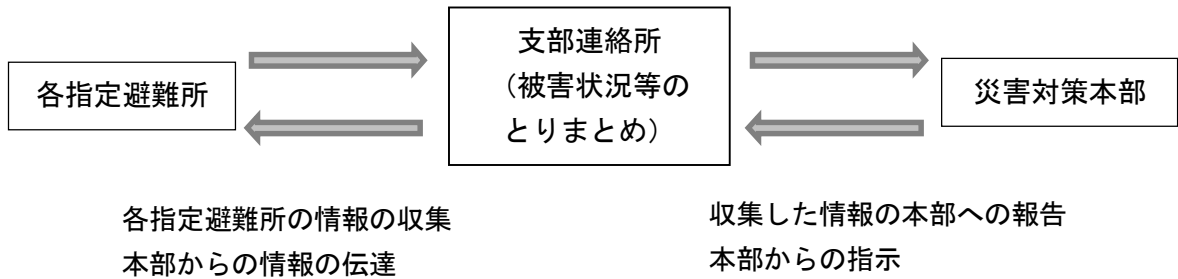 各指定避難所
支部連絡所
（被害状況等の
とりまとめ）
災害対策本部
各指定避難所の情報の収集
本部からの情報の伝達
収集した情報の本部への報告
本部からの指示